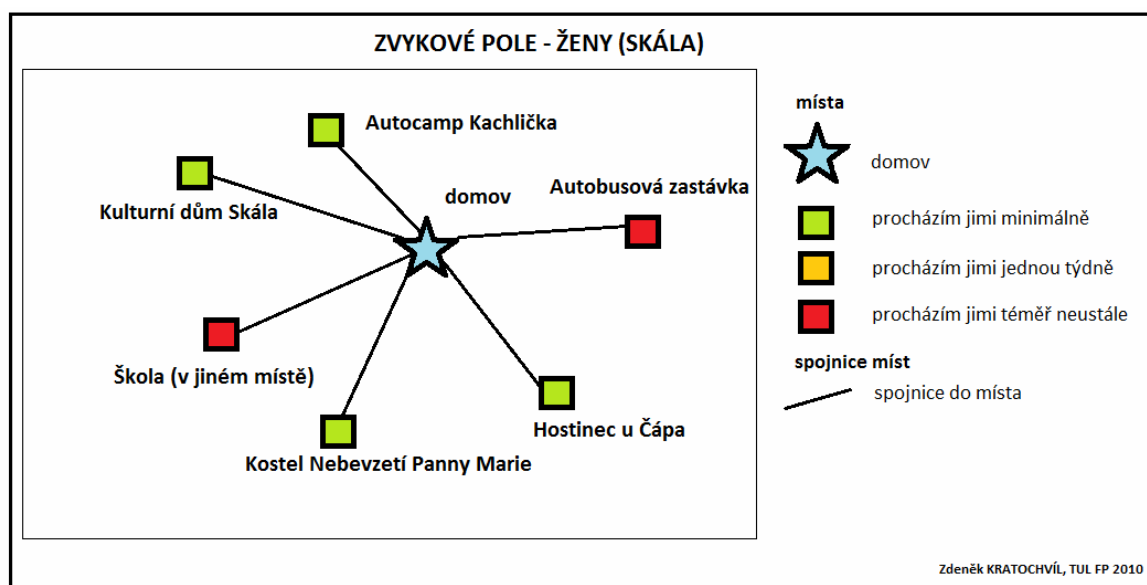 ZVYKOVÉ POLE - ŽENY (SKÁLA)
Autocamp Kachlička
Kulturní dům Skála
domov
Autobusová zastávka
Škola (v jiném místě)
Hostinec u Čápa
Kostel Nebevzetí Panny Marie
místa
domov
procházím jimi minimálně
procházím jimi jednou týdně
procházím jimi téměř neustále
spojnice míst
spojnice do místa
Zdeněk KRATOCHVÍL, TUL FP 2010